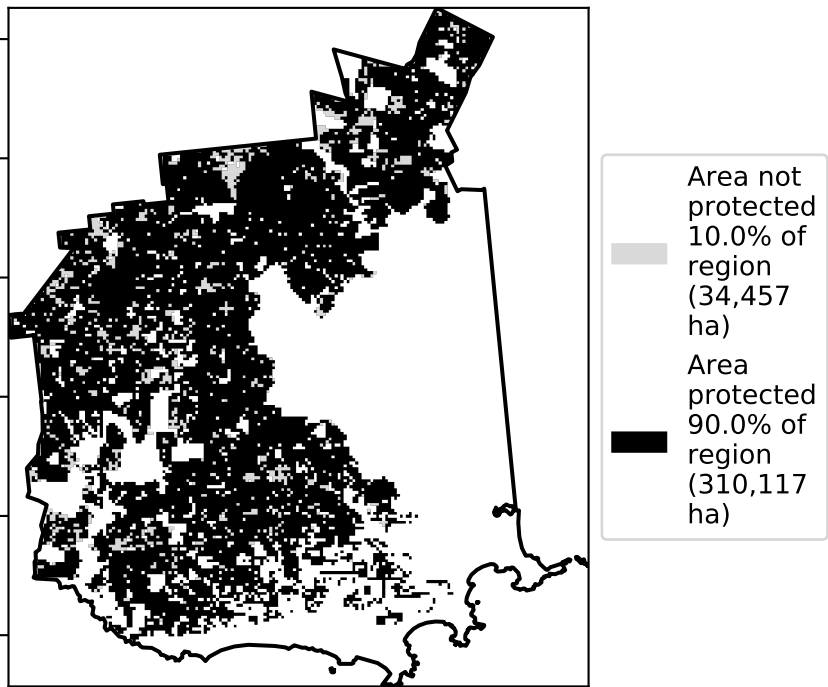 Area not
protected
10.0% of
region
(34,457
ha)
Area
protected
90.0% of
region
(310,117
ha)